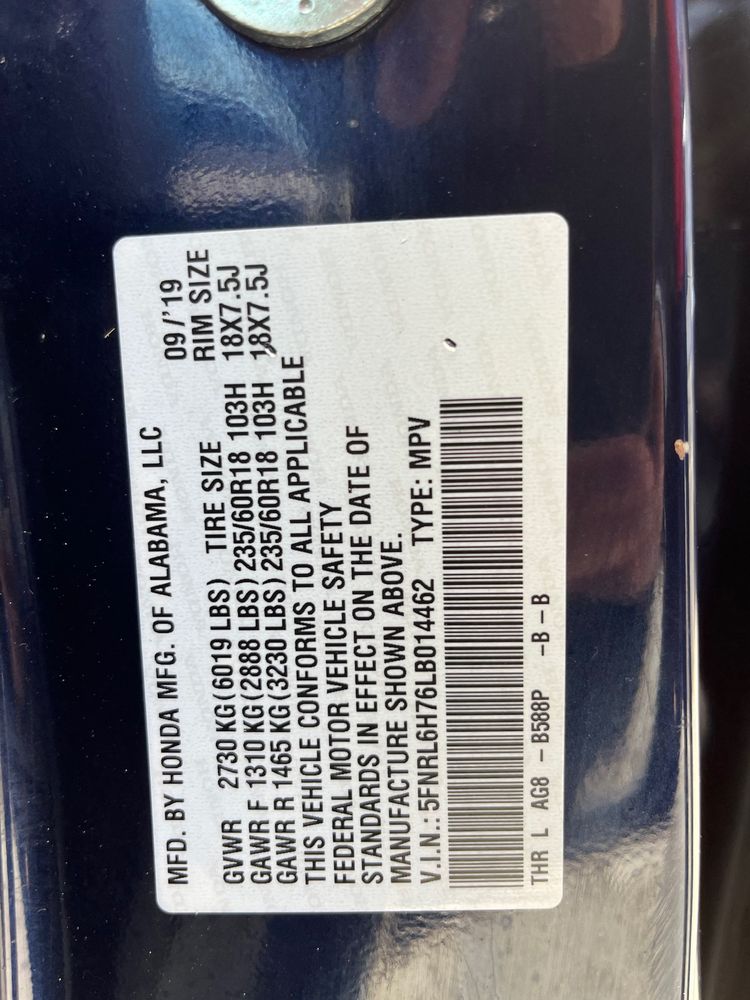 MFD. BY HONDA MFG. OF ALABAMA, LLC 09/'19
GVWR 2730 KG(6019 LBS) TIRE SIZE RIM SIZE
GAWR F 1310 KG(2888 LBS)235/60R18 103H 18X7.5J
GAWR R 1465 KG(3230 LBS)235/60R18 103H 18X7.5J
THIS VEHICLE CONFORMS TO ALL APPLICABLE
FEDERAL MOTOR VEHICLE SAFETY
STANDARDS IN EFFECT ON THE DATE OF
MANUFACTURE SHOWN ABOVE.
V.I.N.: 5FNRL6H76LB014462 TYPE: MPV
THR L AG8 - B588P -B-B